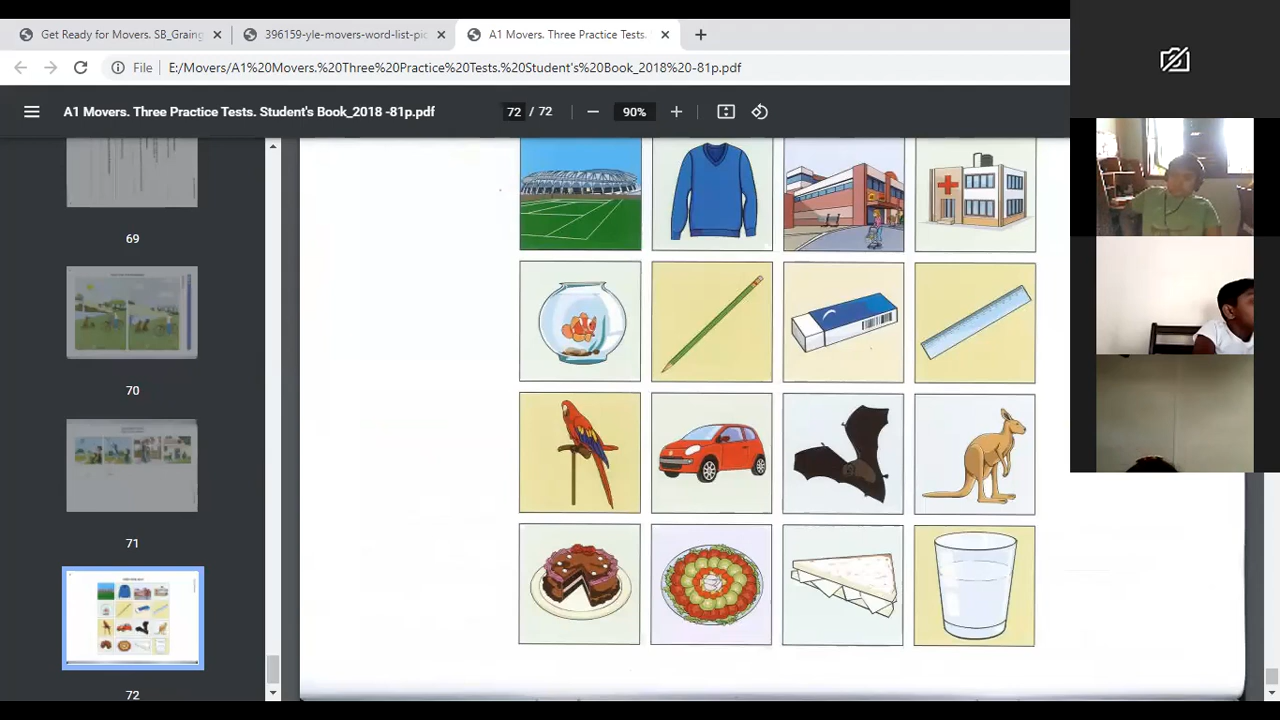 Get Ready for Movers. SB_Graing
396159-yle-movers-word-list-pic
A1 Movers. Three Practice Tests.
File
E:/Movers/A1%20Movers.%20Three%20Practice%20Tests.%20Student's%20Book_2018%20-81p.pdf
A1 Movers. Three Practice Tests. Student's Book_2018 -81p.pdf
72 / 72
90%
69
70
71
72